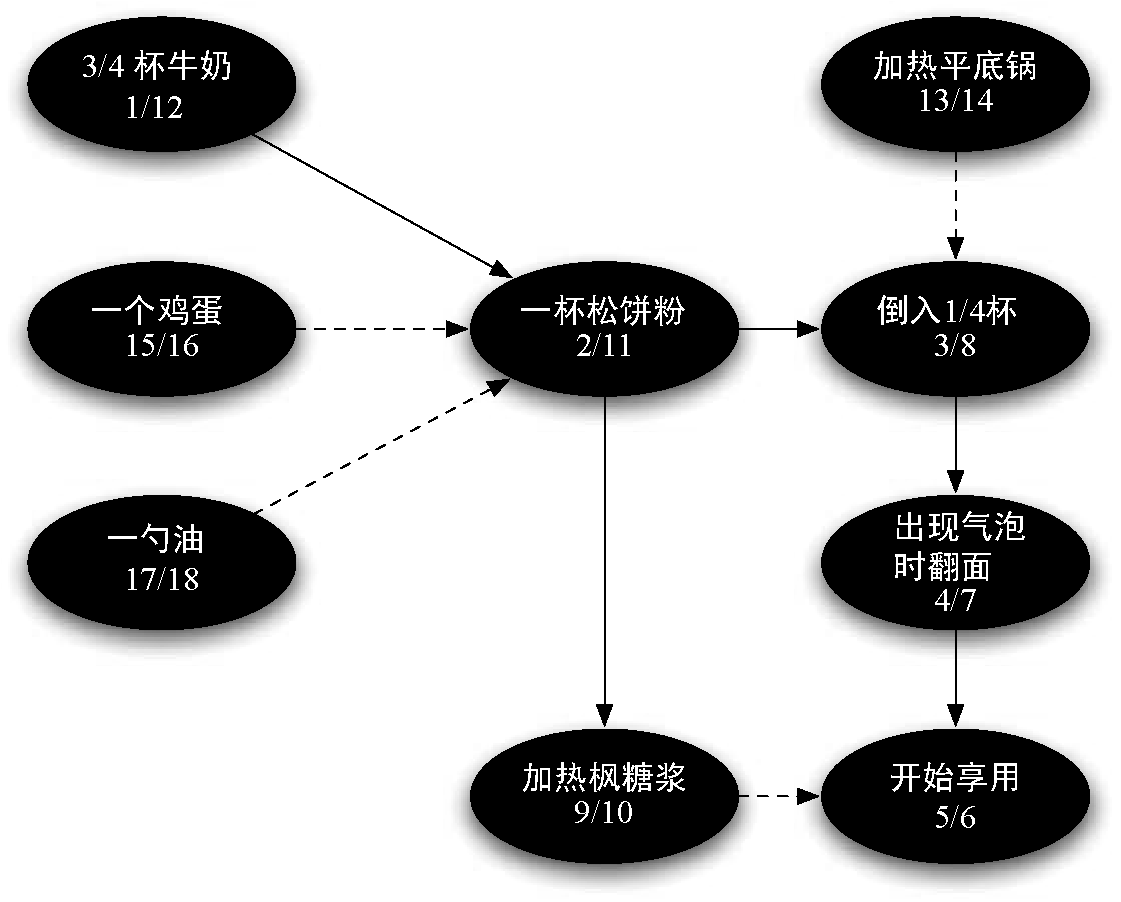 3/4 杯牛奶
1/12
加热平底锅
13/14
一个鸡蛋
15/16
一杯松饼粉
2/11
倒入1/4杯
3/8
一勺油
17/18
出现气泡
时翻面
4/7
加热枫糖浆
9/10
开始享用
5/6